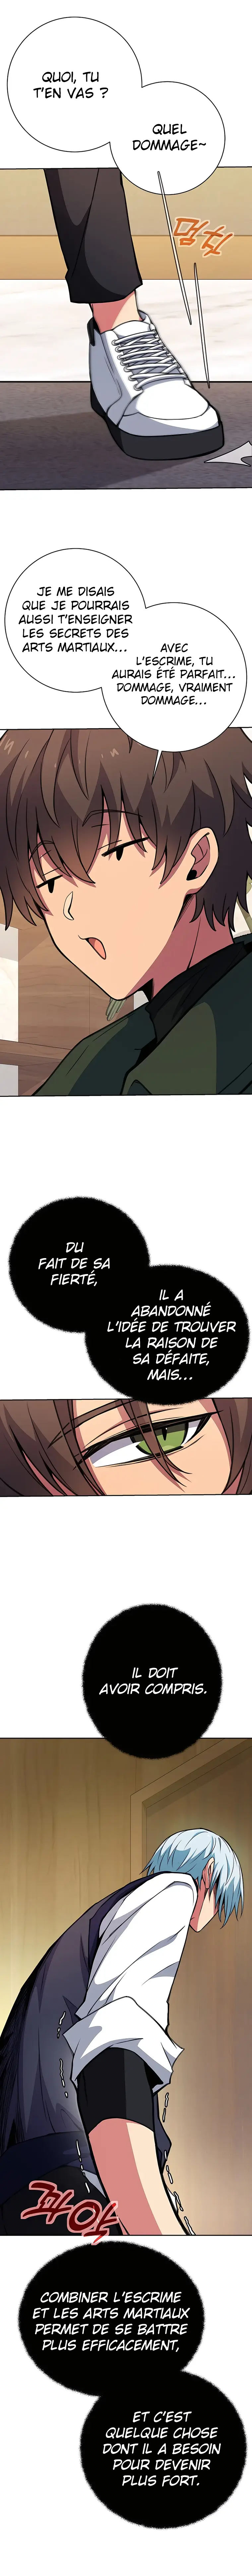 QUOI, TU
T'EN VAS ?
QUEL
DOMMAGE~
JE ME DISAIS
QUE JE POURRAIS
AUSSI T'ENSEIGNER
LES SECRETS DES
ARTS MARTIAUX...
AVEC
L'ESCRIME, TU
AURAIS ÉTÉ PARFAIT...
DOMMAGE, VRAIMENT
DOMMAGE...
DU
FAIT DE SA
FIERTÉ,
IL A
ABANDONNÉ
L'IDÉE DE TROUVER
LA RAISON DE
SA DÉFAITE,
MAIS...
IL DOIT
AVOIR COMPRIS.
COMBINER L'ESCRIME
ET LES ARTS MARTIAUX
PERMET DE SE BATTRE
PLUS EFFICACEMENT,
ET C'EST
QUELQUE CHOSE
DONT IL A BESOIN
POUR DEVENIR
PLUS FORT.